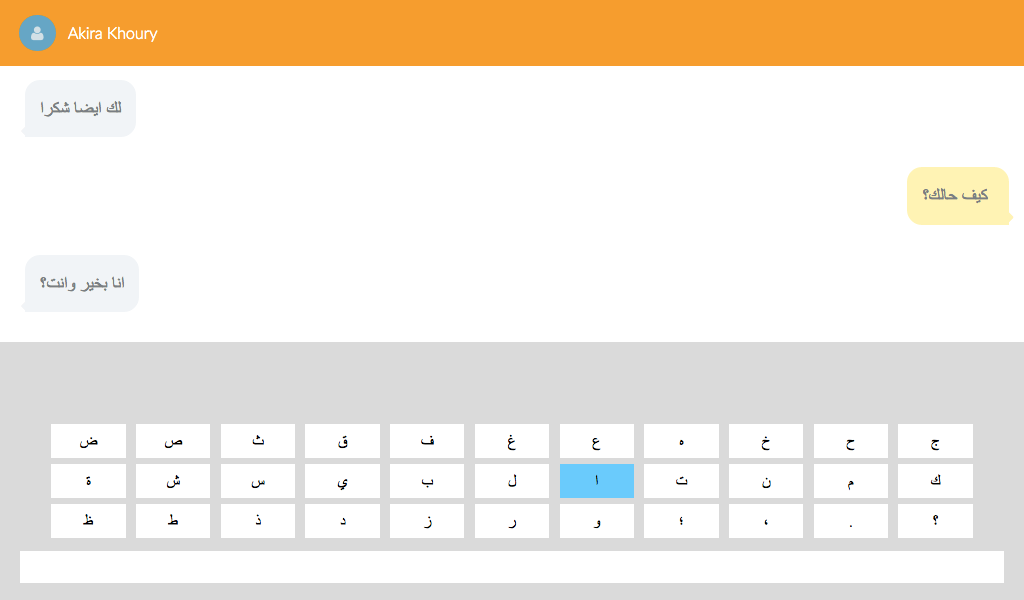 Akira Khoury
لك ايضا شكرا
كيف حالك؟
انا بخير وانت؟
ض ص ث ق ف غ ع ه خ ح ج
ة ش س ي ب ل ا ت ن م ك
ظ ط ذ د ز ر و ؛ ، . ؟